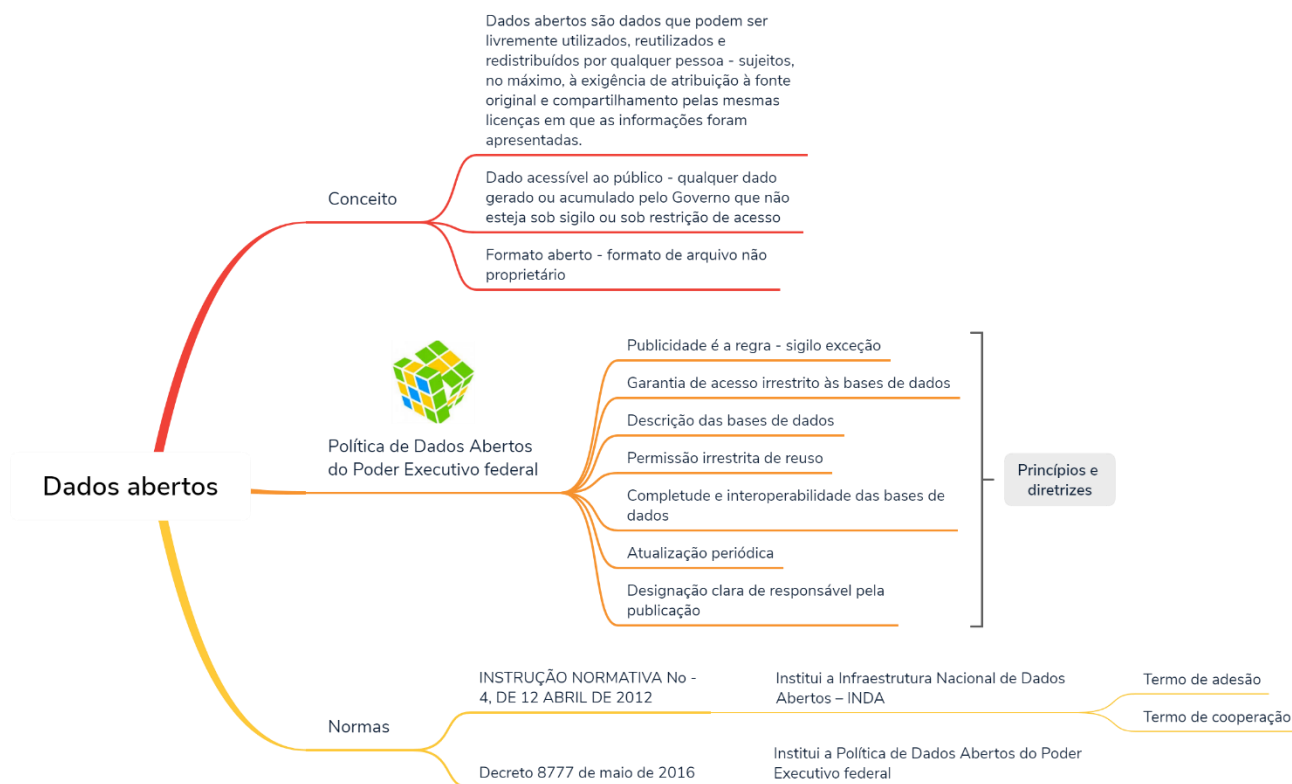 Dados abertos
Conceito
Dados abertos são dados que podem ser
livremente utilizados, reutilizados e
redistribuídos por qualquer pessoa - sujeitos,
no máximo, à exigência de atribuição à fonte
original e compartilhamento pelas mesmas
licenças em que as informações foram
apresentadas.
Dado acessível ao público - qualquer dado
gerado ou acumulado pelo Governo que não
esteja sob sigilo ou sob restrição de acesso
Formato aberto - formato de arquivo não
proprietário
Política de Dados Abertos
do Poder Executivo federal
Publicidade é a regra - sigilo exceção
Garantia de acesso irrestrito às bases de dados
Descrição das bases de dados
Permissão irrestrita de reuso
Completude e interoperabilidade das bases de
dados
Atualização periódica
Designação clara de responsável pela
publicação
Princípios e
diretrizes
Normas
INSTRUÇÃO NORMATIVA No -
4, DE 12 ABRIL DE 2012
Institui a Infraestrutura Nacional de Dados
Abertos – INDA
Termo de adesão
Termo de cooperação
Decreto 8777 de maio de 2016
Institui a Política de Dados Abertos do Poder
Executivo federal